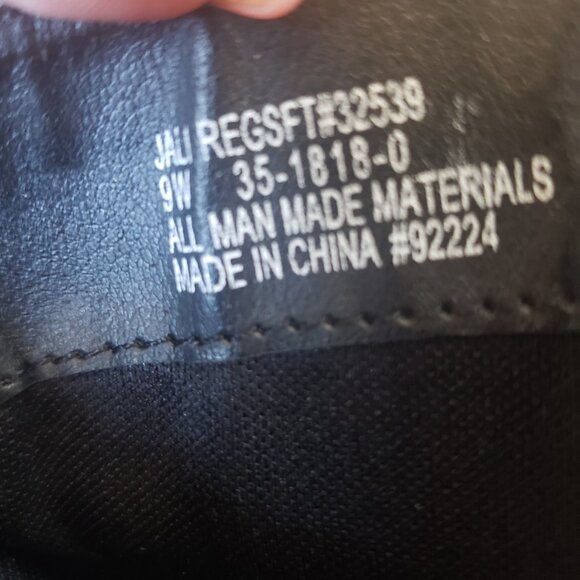 JALI REGSFT#32539
9W 35-1818-0
ALL MAN MADE MATERIALS
MADE IN CHINA #92224